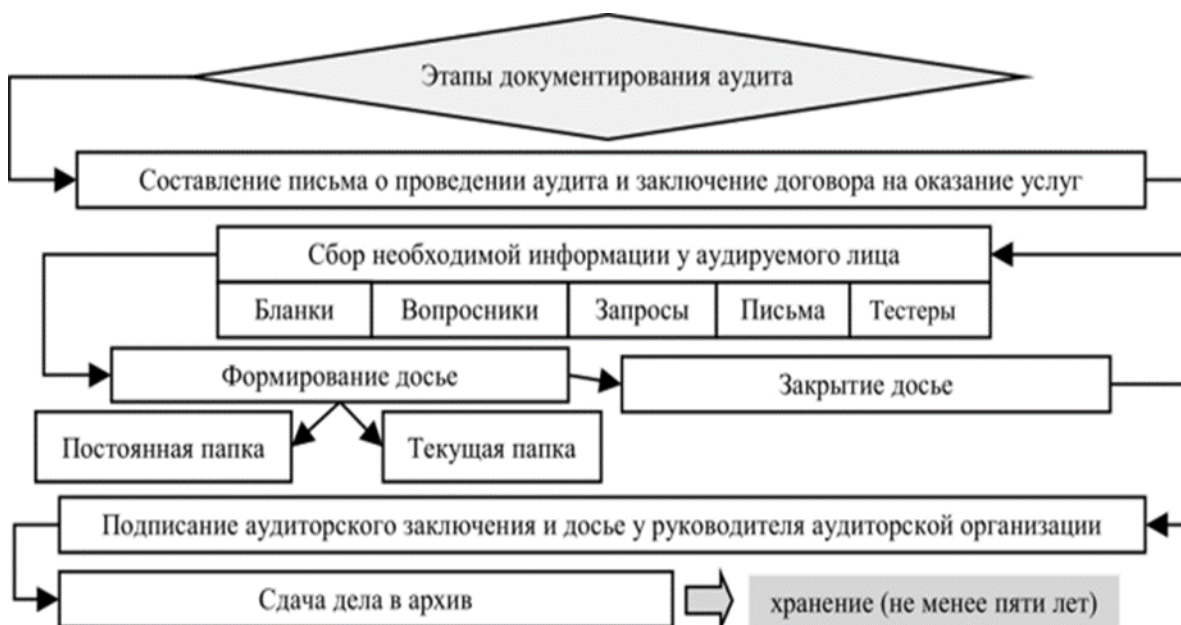 Этапы документирования аудита
Составление письма о проведении аудита и заключение договора на оказание услуг
Сбор необходимой информации у аудируемого лица
Бланки
Вопросники
Запросы
Письма
Тестеры
Формирование досье
Закрытие досье
Постоянная папка
Текущая папка
Подписание аудиторского заключения и досье у руководителя аудиторской организации
Сдача дела в архив
хранение (не менее пяти лет)